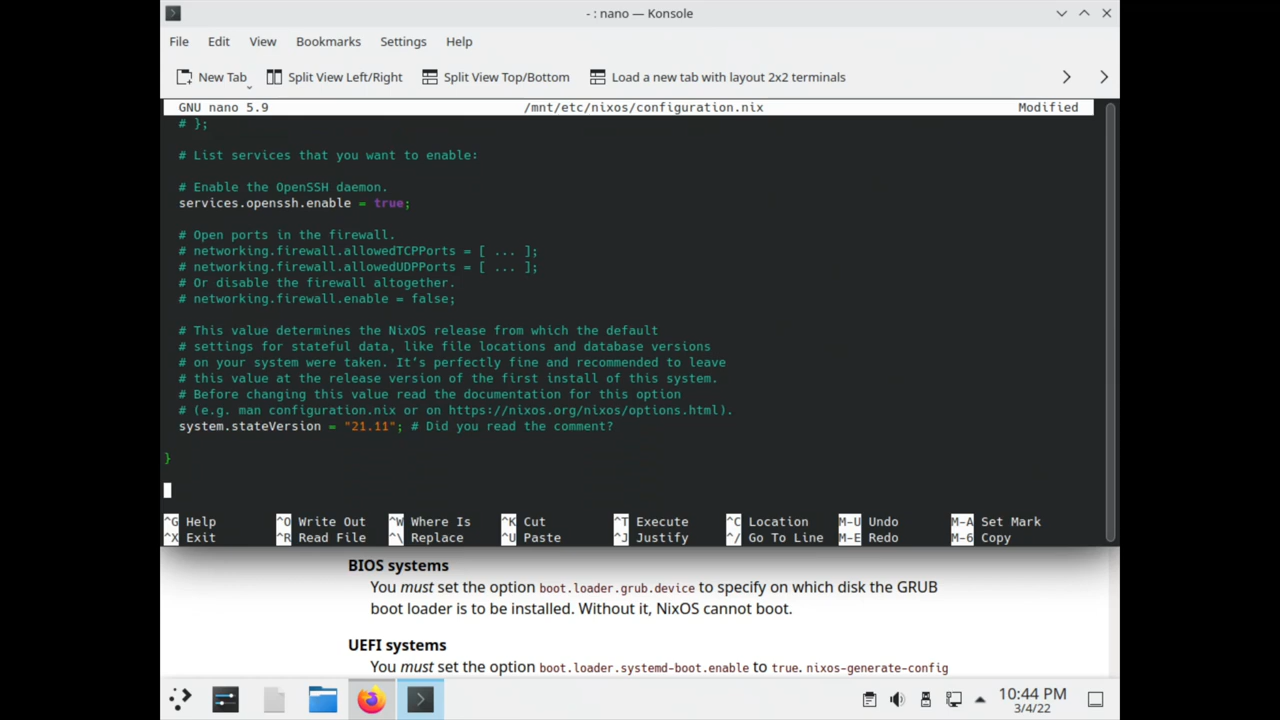 - : nano — Konsole
File Edit View Bookmarks Settings Help
New Tab Split View Left/Right Split View Top/Bottom Load a new tab with layout 2x2 terminals
GNU nano 5.9 /mnt/etc/nixos/configuration.nix Modified
# };
# List services that you want to enable:
# Enable the OpenSSH daemon.
services.openssh.enable = true;
# Open ports in the firewall.
# networking.firewall.allowedTCPPorts = [ ... ];
# networking.firewall.allowedUDPPorts = [ ... ];
# Or disable the firewall altogether.
# networking.firewall.enable = false;
# This value determines the NixOS release from which the default
# settings for stateful data, like file locations and database versions
# on your system were taken. It‘s perfectly fine and recommended to leave
# this value at the release version of the first install of this system.
# Before changing this value read the documentation for this option
# (e.g. man configuration.nix or on https://nixos.org/nixos/options.html).
system.stateVersion = "21.11"; # Did you read the comment?
}
^G Help ^O Write Out ^W Where Is ^K Cut ^T Execute ^C Location M-U Undo M-A Set Mark
^X Exit ^R Read File ^\ Replace ^U Paste ^J Justify ^/ Go To Line M-E Redo M-6 Copy
BIOS systems
You must set the option boot.loader.grub.device to specify on which disk the GRUB
boot loader is to be installed. Without it, NixOS cannot boot.
UEFI systems
You must set the option boot.loader.systemd-boot.enable to true. nixos-generate-config
10:44 PM
3/4/22